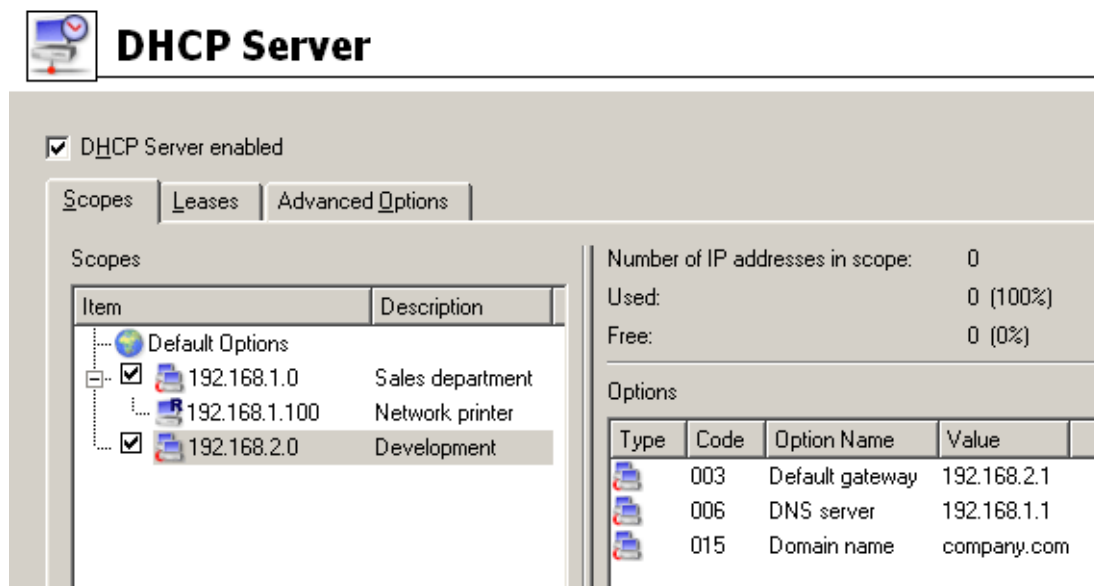 DHCP Server
DHCP Server enabled
Scopes Leases Advanced Options
Scopes
Item Description
Default Options
192.168.1.0 Sales department
R 192.168.1.100 Network printer
192.168.2.0 Development
Number of IP addresses in scope: 0
Used: 0 (100%)
Free: 0 (0%)
Options
Type Code Option Name Value
003 Default gateway 192.168.2.1
006 DNS server 192.168.1.1
015 Domain name company.com